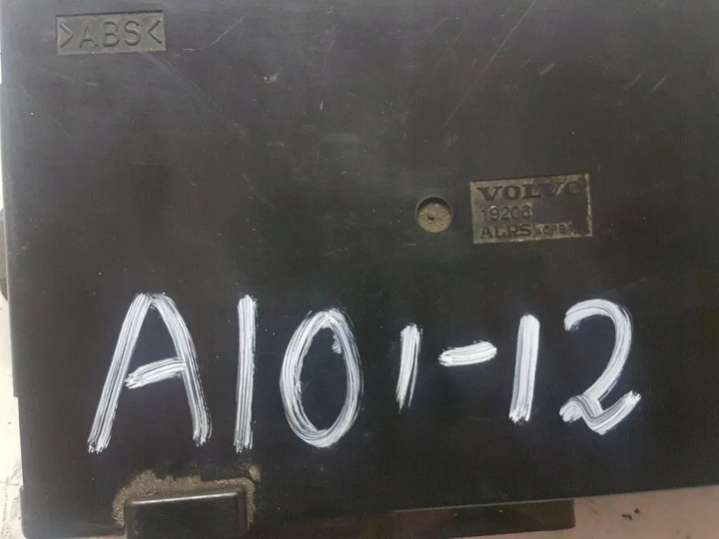 >ABS<
VOLVO
19208
ALPS
A101-12